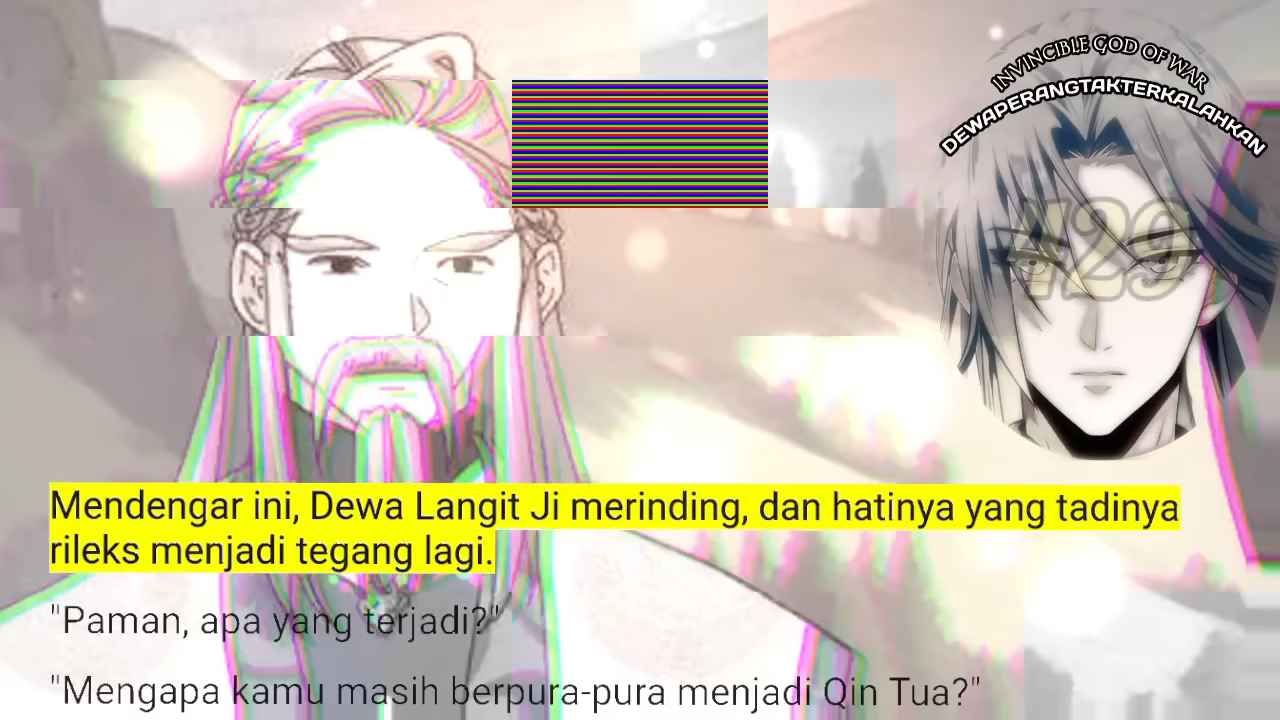 INVINCIBLE GOD OF WAR
DEWAPERANGTAKTERKALAHKAN
429
Mendengar ini, Dewa Langit Ji merinding, dan hatinya yang tadinya
rileks menjadi tegang lagi.
"Paman, apa yang terjadi?"
"Mengapa kamu masih berpura-pura menjadi Qin Tua?"